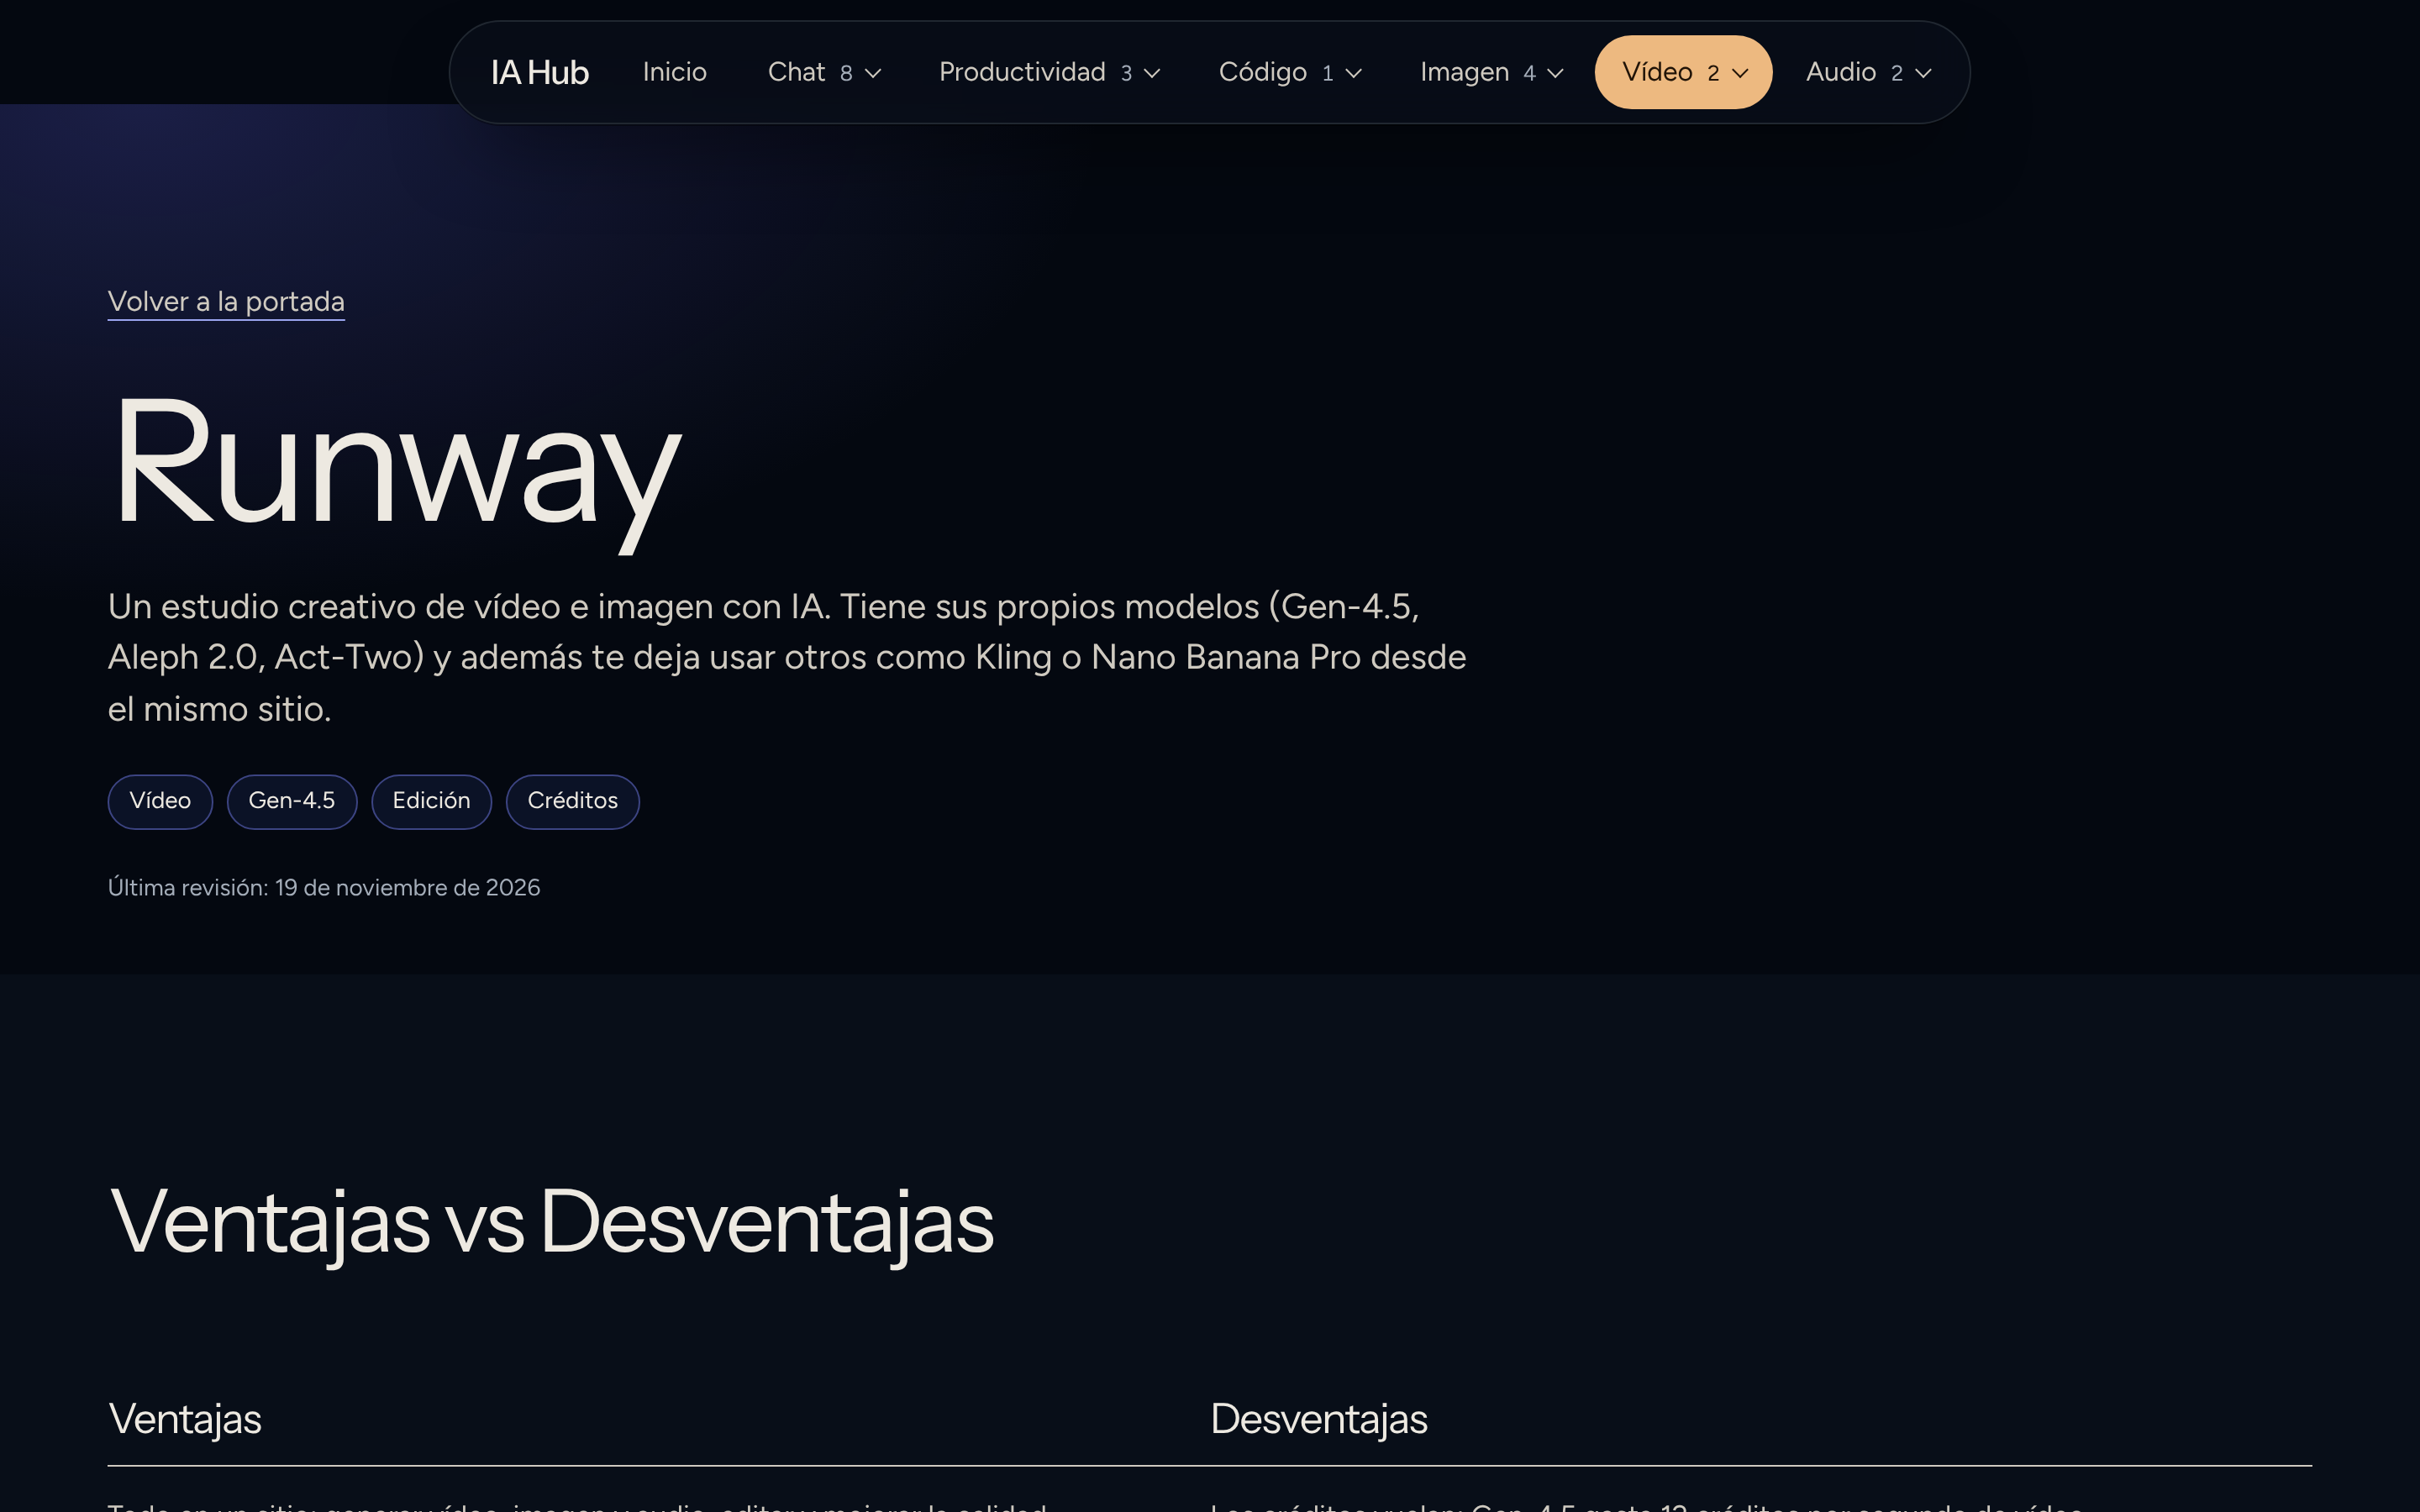 IA Hub Inicio Chat 8 Productividad 3 Código 1 Imagen 4 Vídeo 2 Audio 2
Volver a la portada
Runway
Un estudio creativo de vídeo e imagen con IA. Tiene sus propios modelos (Gen-4.5,
Aleph 2.0, Act-Two) y además te deja usar otros como Kling o Nano Banana Pro desde
el mismo sitio.
Vídeo Gen-4.5 Edición Créditos
Última revisión: 19 de noviembre de 2026
Ventajas vs Desventajas
Ventajas Desventajas